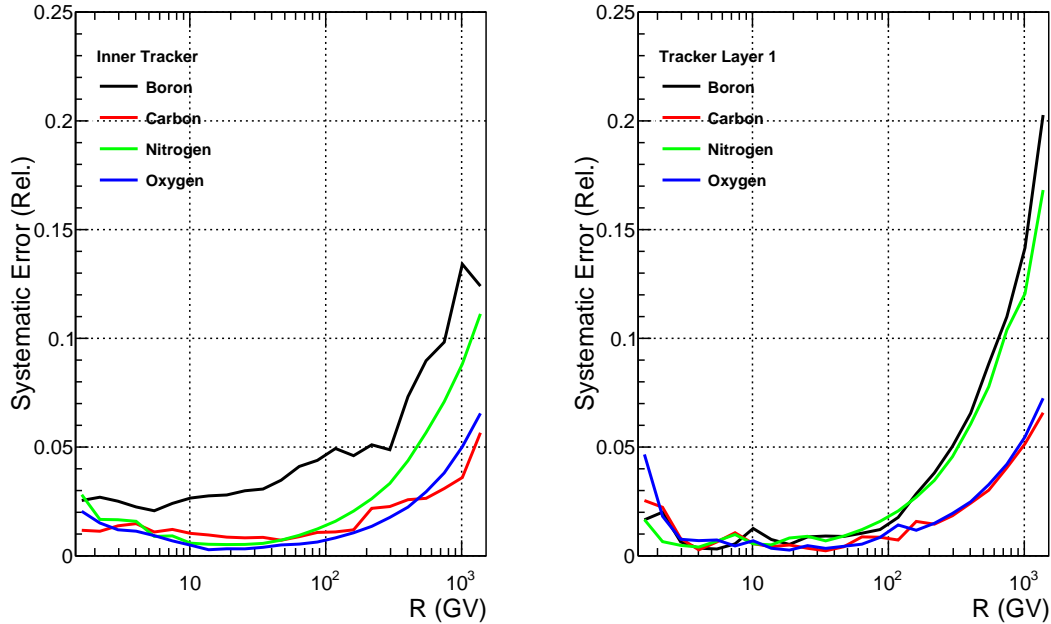 Systematic Error (Rel.)
0.25
0.2
0.15
0.1
0.05
0
Inner Tracker
Boron
Carbon
Nitrogen
Oxygen
10
10²
10³
R (GV)
Systematic Error (Rel.)
0.25
0.2
0.15
0.1
0.05
0
Tracker Layer 1
Boron
Carbon
Nitrogen
Oxygen
10
10²
10³
R (GV)